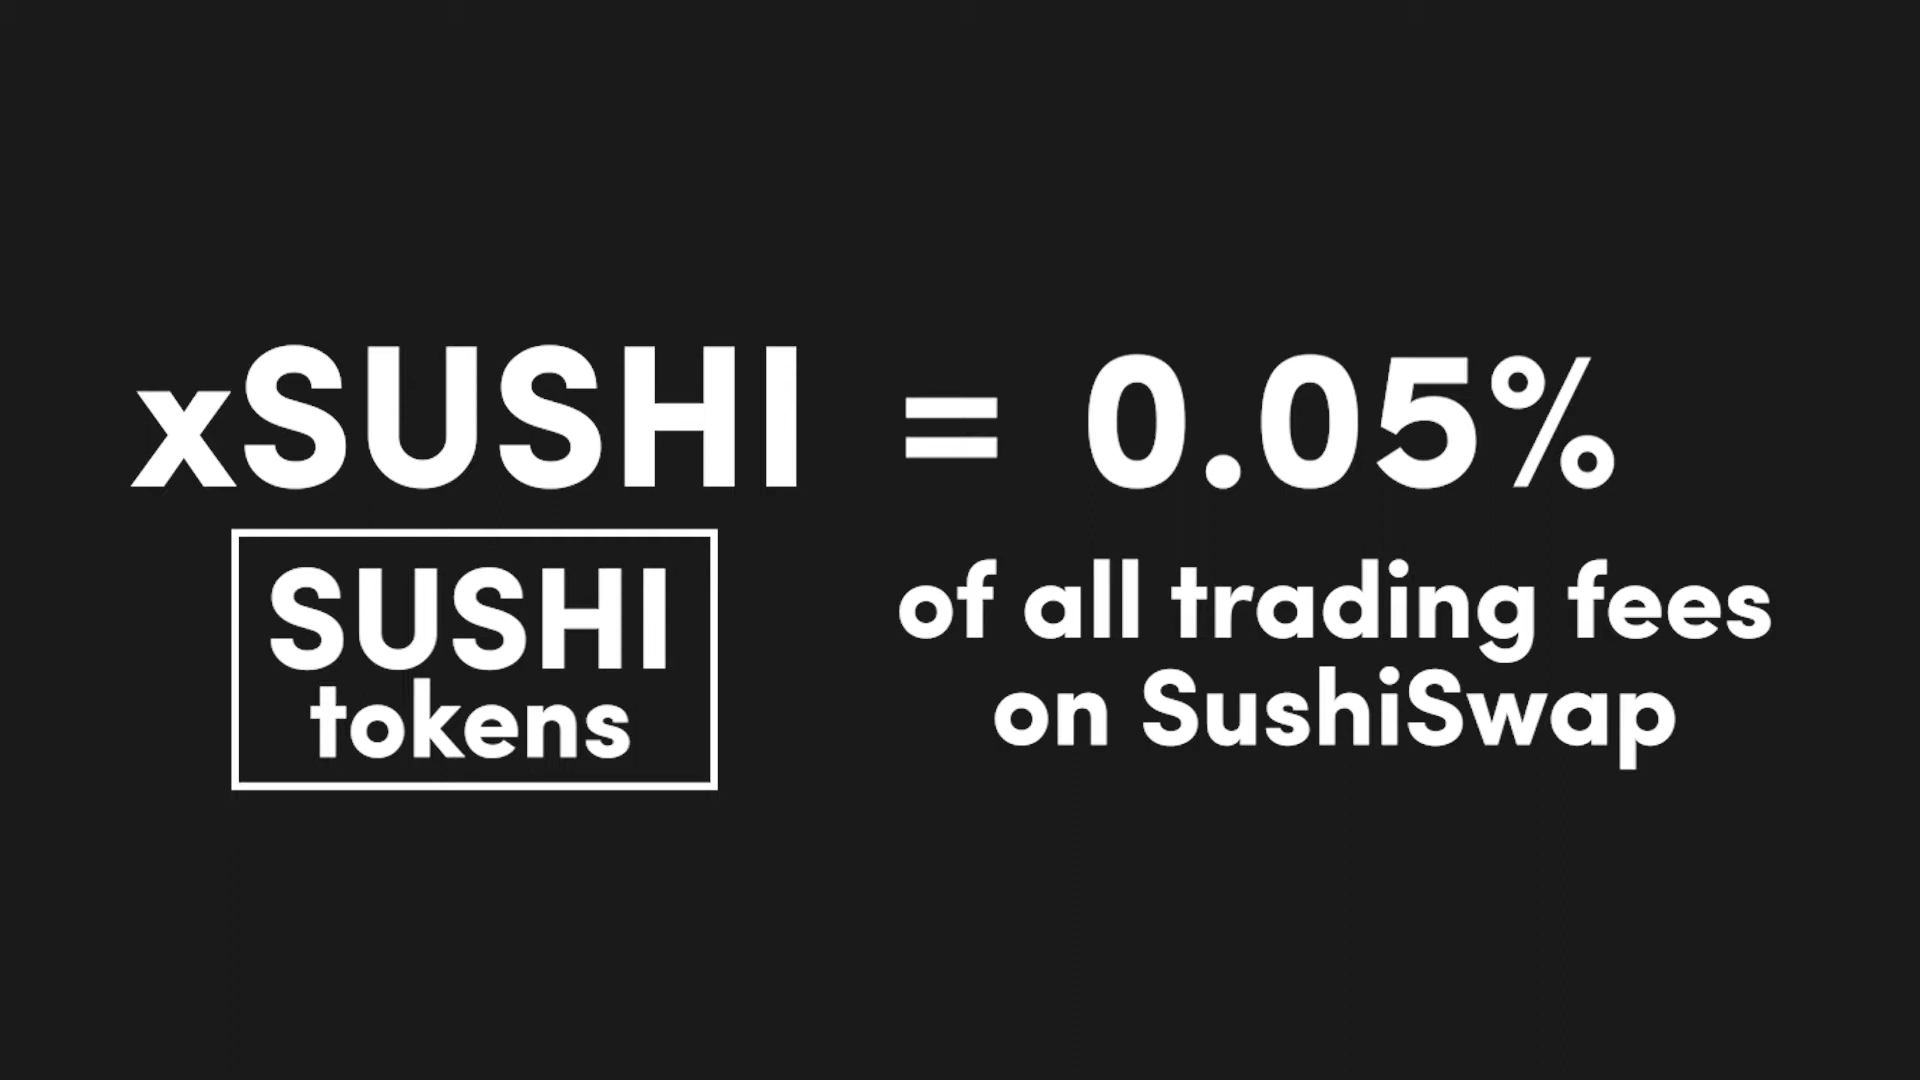 xSUSHI = 0.05%
SUSHI
tokens
of all trading fees
on SushiSwap